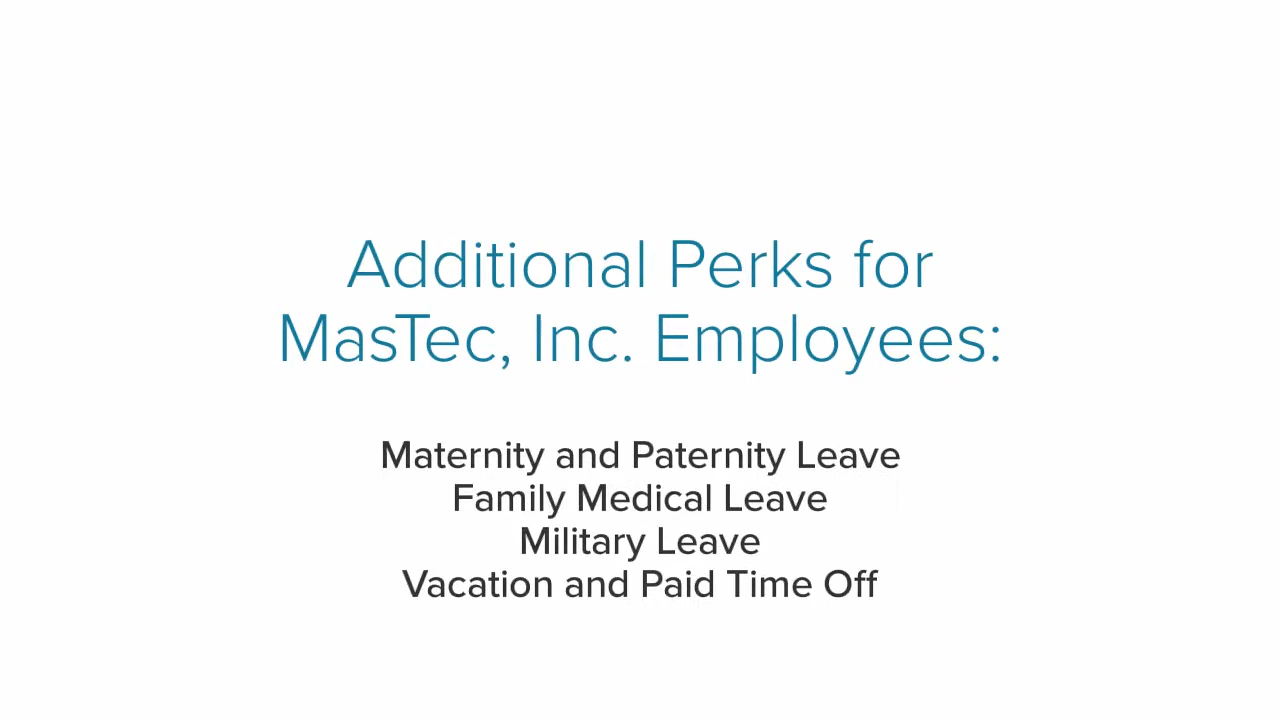 Additional Perks for
MasTec, Inc. Employees:
Maternity and Paternity Leave
Family Medical Leave
Military Leave
Vacation and Paid Time Off